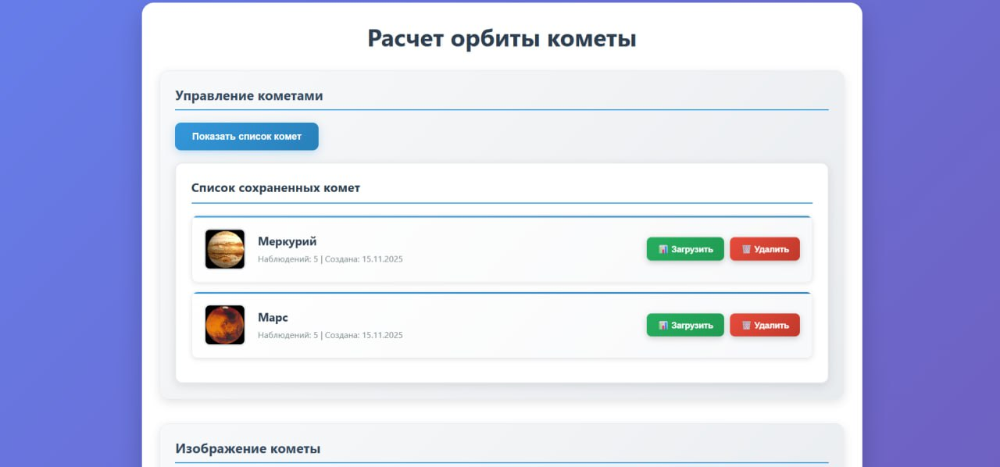 Расчет орбиты кометы
Управление кометами
Показать список комет
Список сохраненных комет
Меркурий
Наблюдений: 5 | Создана: 15.11.2025
Загрузить
Удалить
Марс
Наблюдений: 5 | Создана: 15.11.2025
Загрузить
Удалить
Изображение кометы